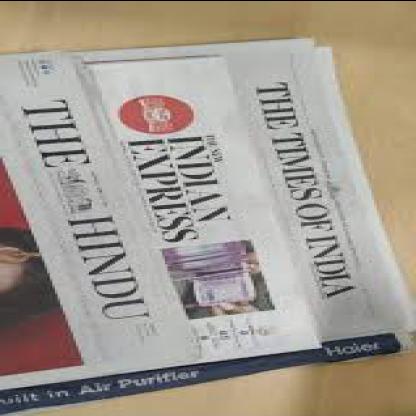 THE HINDU
THE NEW
INDIAN
EXPRESS
THE TIMES OF INDIA
uilt in Air Purifier
Haier